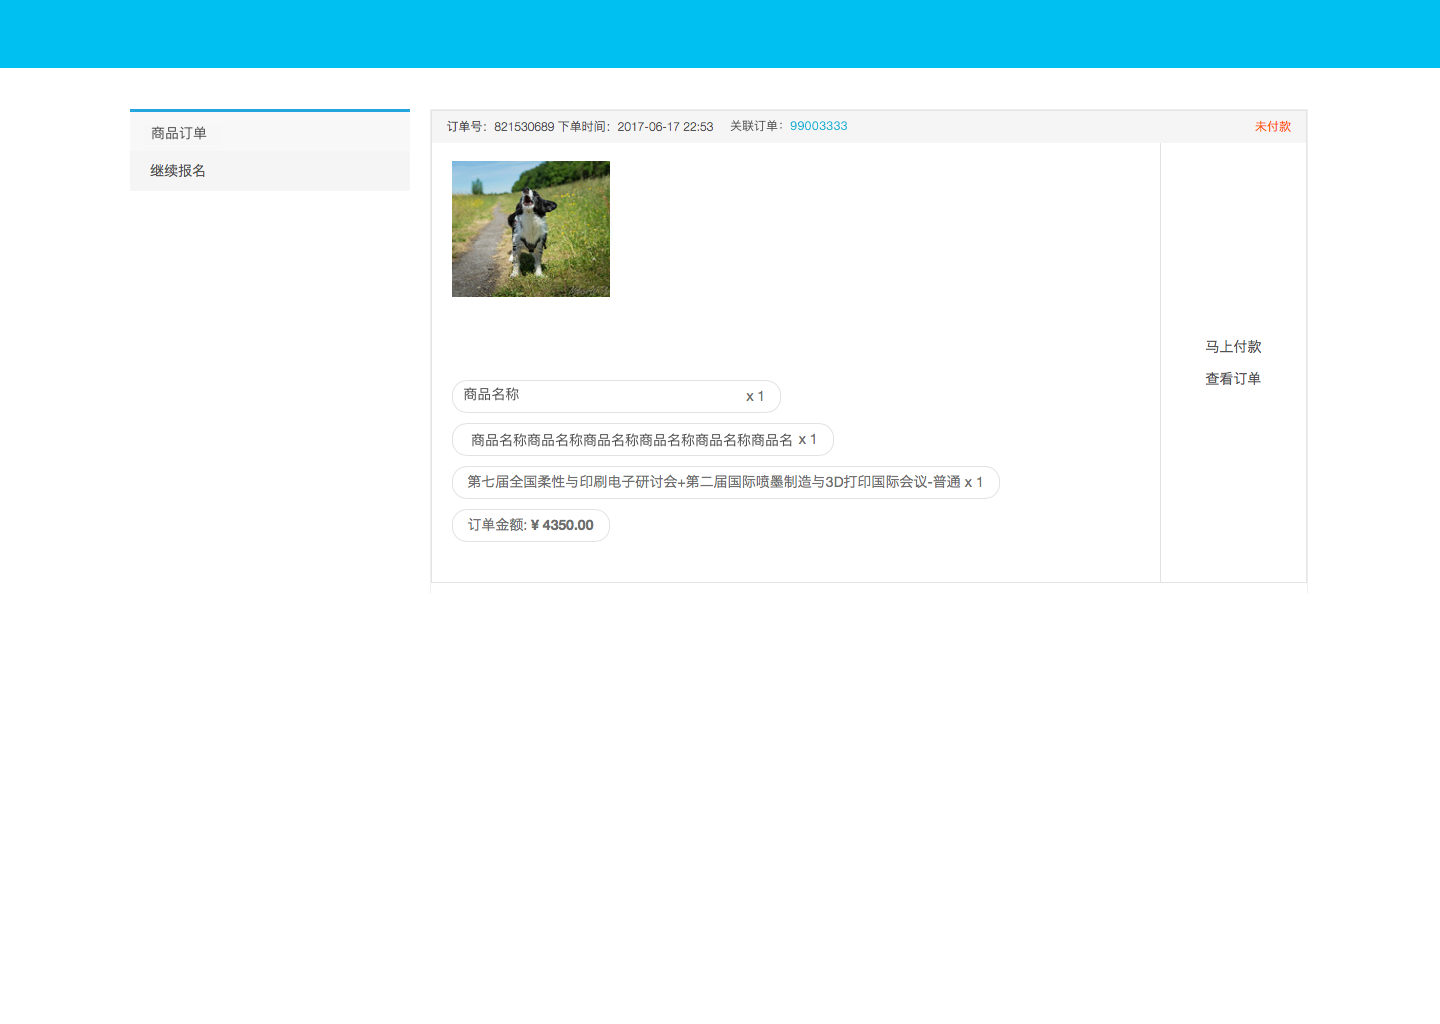 商品订单
继续报名
订单号：821530689 下单时间：2017-06-17 22:53 关联订单：99003333 未付款
马上付款
查看订单
商品名称 x 1
商品名称商品名称商品名称商品名称商品名称商品名 x 1
第七届全国柔性与印刷电子研讨会+第二届国际喷墨制造与3D打印国际会议-普通 x 1
订单金额: ¥ 4350.00